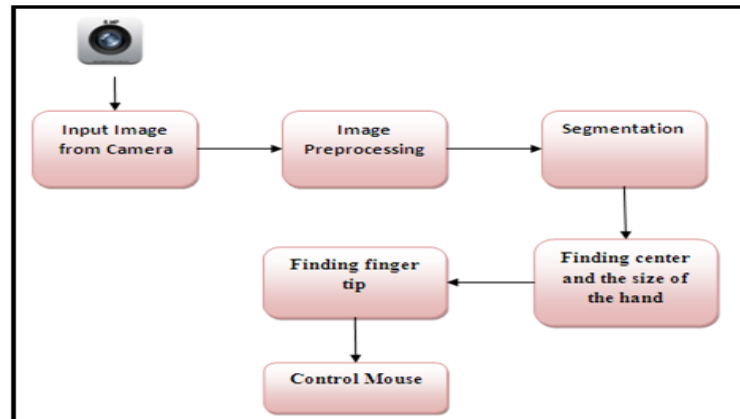 Input Image
from Camera
Image
Preprocessing
Segmentation
Finding center
and the size of
the hand
Finding finger
tip
Control Mouse